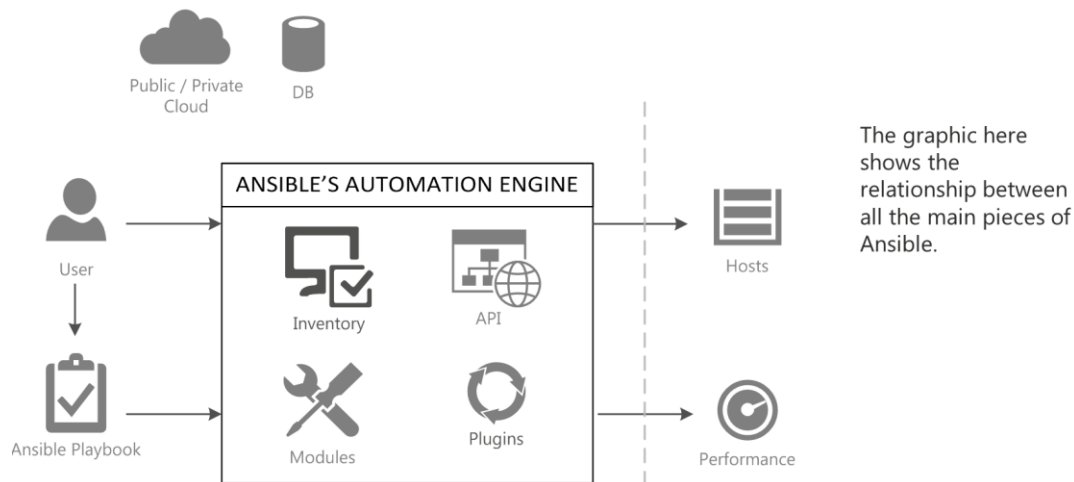 Public / Private
Cloud
DB
The graphic here
shows the
relationship between
all the main pieces of
Ansible.
ANSIBLE'S AUTOMATION ENGINE
User
Inventory
API
Hosts
Ansible Playbook
Modules
Plugins
Performance